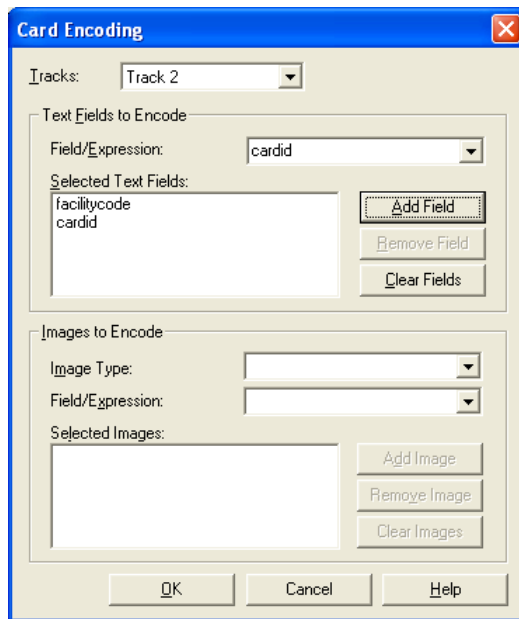 Card Encoding
Tracks: Track 2
Text Fields to Encode
Field/Expression: cardid
Selected Text Fields:
facilitycode
cardid
Add Field
Remove Field
Clear Fields
Images to Encode
Image Type:
Field/Expression:
Selected Images:
Add Image
Remove Image
Clear Images
OK Cancel Help